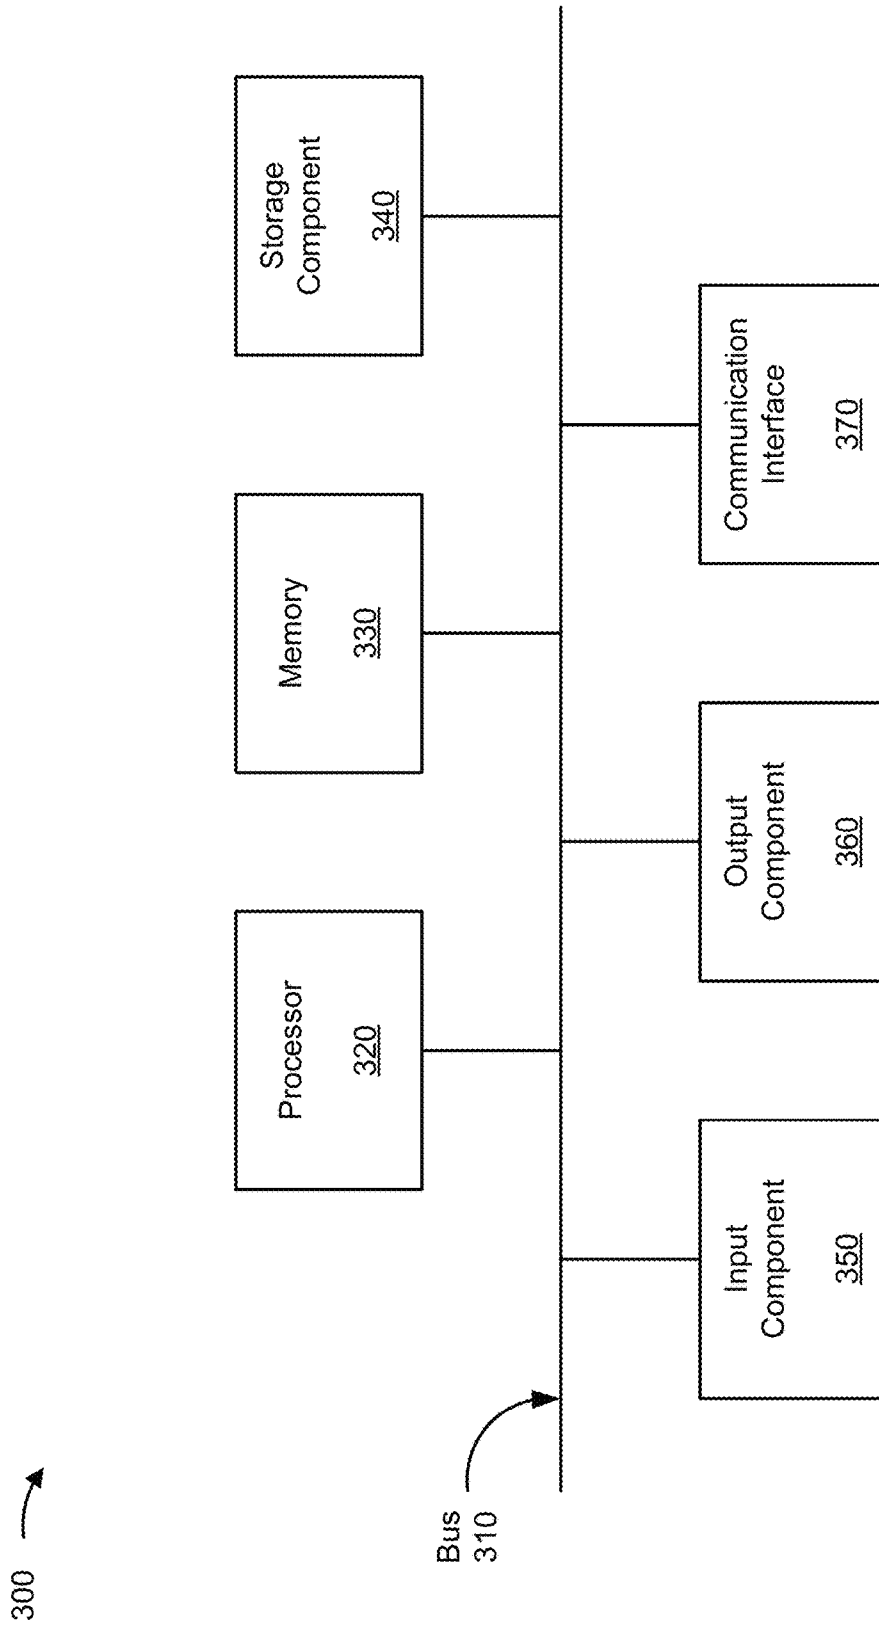 300
Bus
310
Processor
320
Memory
330
Storage
Component
340
Input
Component
350
Output
Component
360
Communication
Interface
370